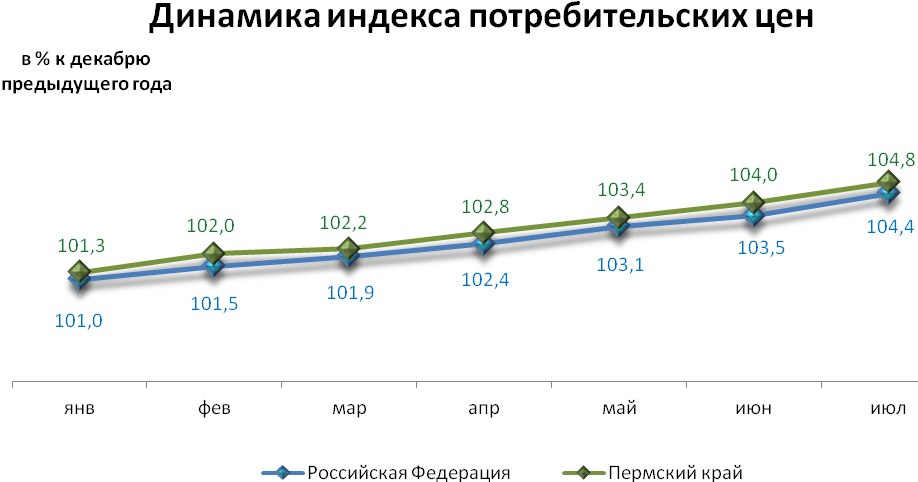 Динамика индекса потребительских цен
в % к декабрю
предыдущего года
101,3
102,0
102,2
102,8
103,4
104,0
104,8
101,0
101,5
101,9
102,4
103,1
103,5
104,4
янв фев мар апр май июн июл
Российская Федерация Пермский край